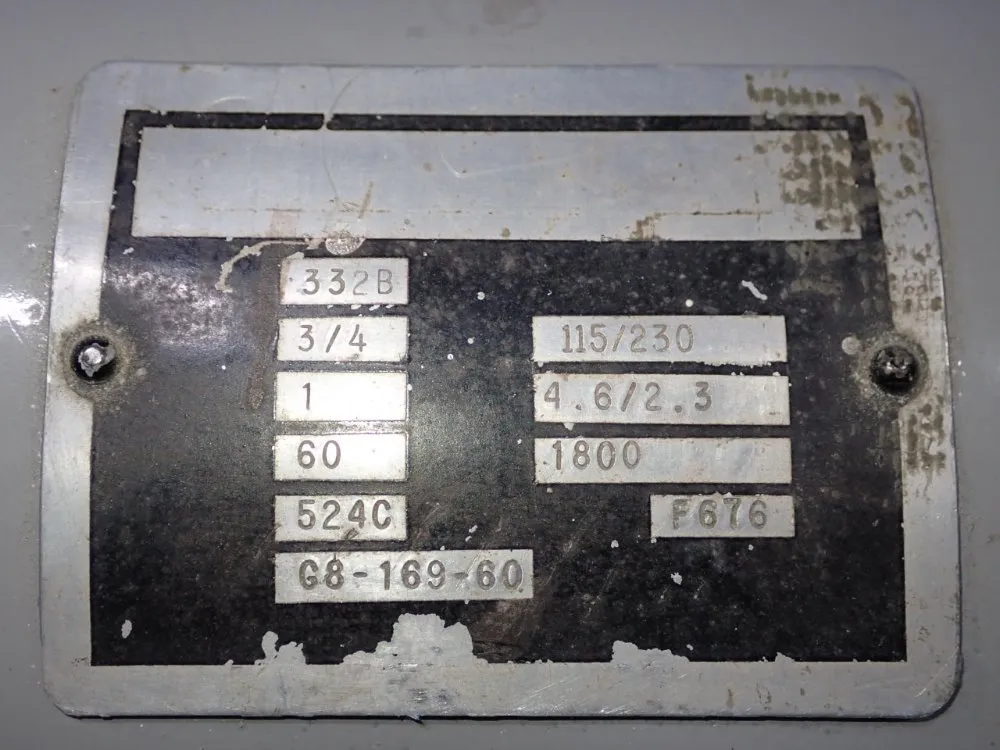 332B
3/4 115/230
1 4.6/2.3
60 1800
524C F676
G8-169-60